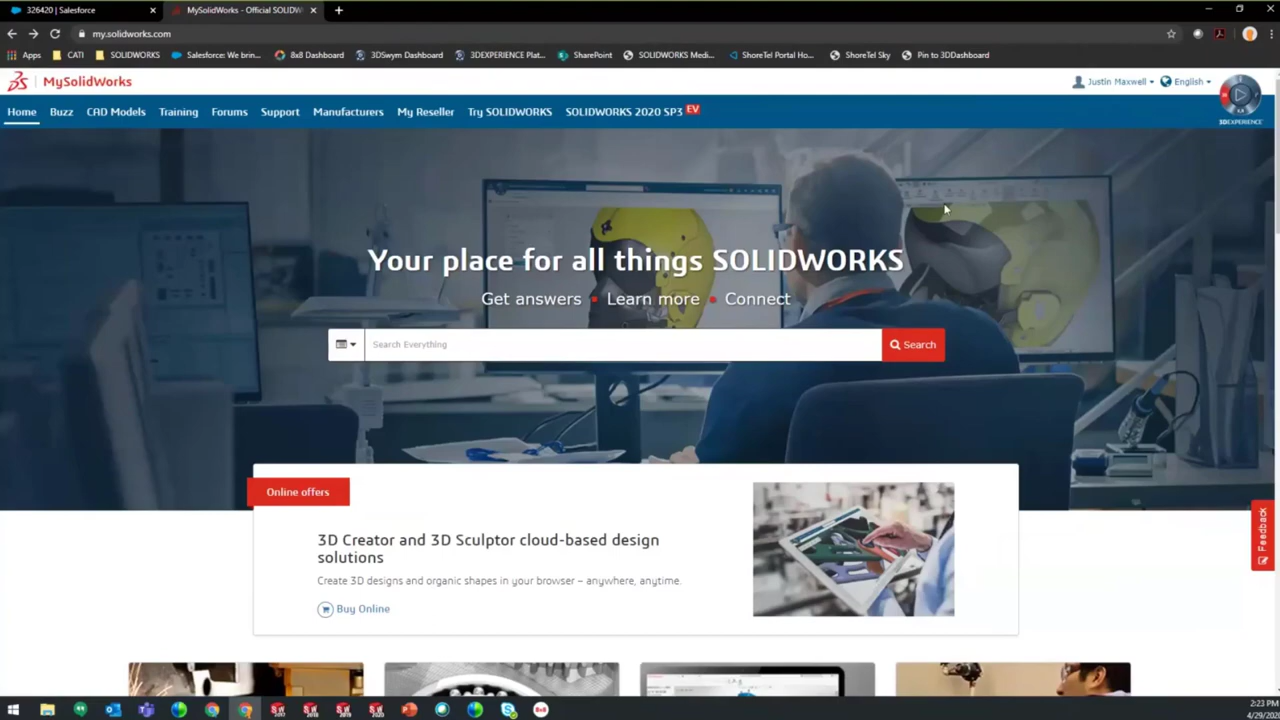 326420 | Salesforce
MySolidWorks - Official SOLIDW
my.solidworks.com
Apps CATI SOLIDWORKS Salesforce: We brin... 8x8 Dashboard 3DSwym Dashboard 3DEXPERIENCE Plat... SharePoint SOLIDWORKS Medi... ShoreTel Portal Ho... ShoreTel Sky Pin to 3DDashboard
MySolidWorks
Justin Maxwell English
Home Buzz CAD Models Training Forums Support Manufacturers My Reseller Try SOLIDWORKS SOLIDWORKS 2020 SP3 EV
3DEXPERIENCE
Your place for all things SOLIDWORKS
Get answers Learn more Connect
Search Everything
Search
Online offers
Feedback
3D Creator and 3D Sculptor cloud-based design
solutions
Create 3D designs and organic shapes in your browser – anywhere, anytime.
Buy Online
2:23 PM
4/29/2020